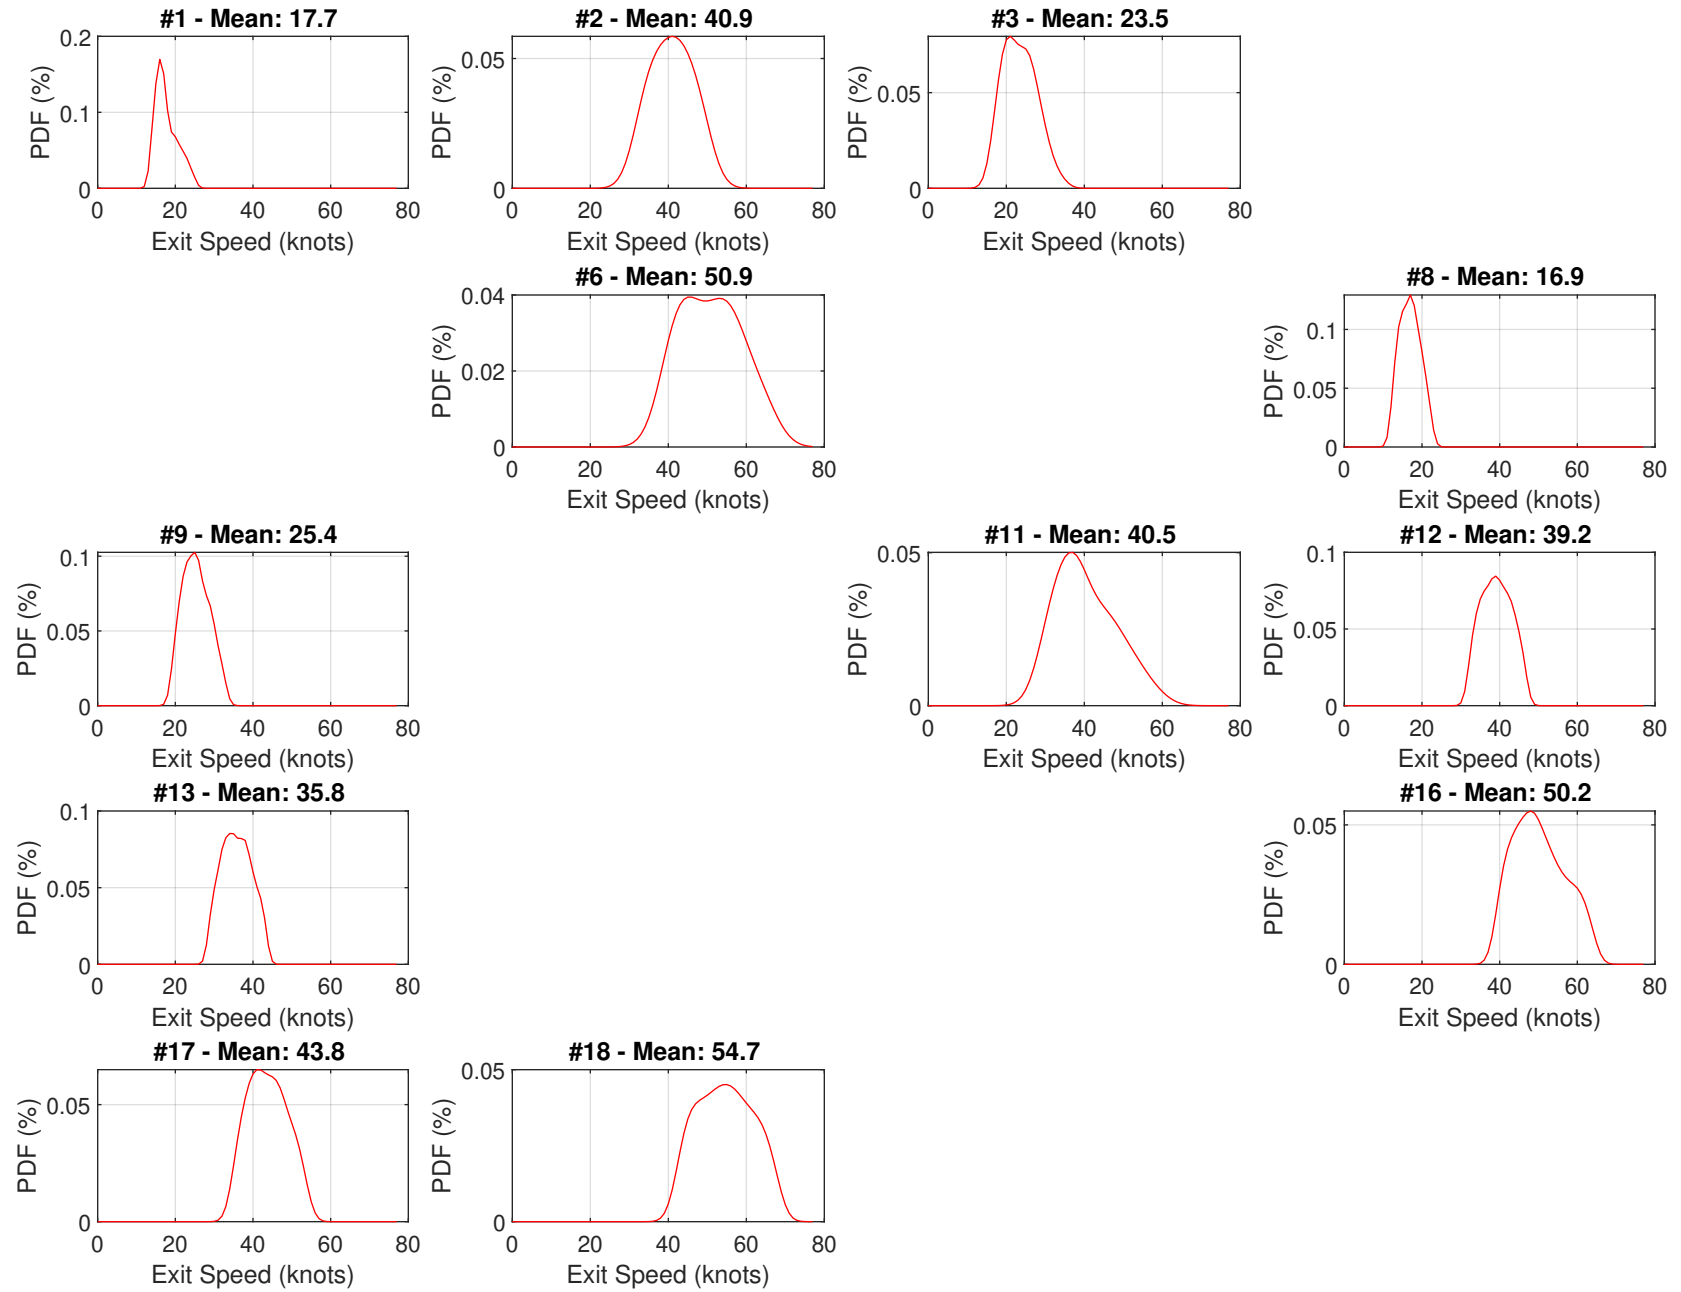 #1 - Mean: 17.7
0.2
0.1
0
PDF (%)
0 20 40 60 80
Exit Speed (knots)
#2 - Mean: 40.9
0.05
0
PDF (%)
0 20 40 60 80
Exit Speed (knots)
#3 - Mean: 23.5
0.05
0
PDF (%)
0 20 40 60 80
Exit Speed (knots)
#6 - Mean: 50.9
0.04
0.02
0
PDF (%)
0 20 40 60 80
Exit Speed (knots)
#8 - Mean: 16.9
0.1
0.05
0
PDF (%)
0 20 40 60 80
Exit Speed (knots)
#9 - Mean: 25.4
0.1
0.05
0
PDF (%)
0 20 40 60 80
Exit Speed (knots)
#11 - Mean: 40.5
0.05
0
PDF (%)
0 20 40 60 80
Exit Speed (knots)
#12 - Mean: 39.2
0.1
0.05
0
PDF (%)
0 20 40 60 80
Exit Speed (knots)
#13 - Mean: 35.8
0.1
0.05
0
PDF (%)
0 20 40 60 80
Exit Speed (knots)
#16 - Mean: 50.2
0.05
0
PDF (%)
0 20 40 60 80
Exit Speed (knots)
#17 - Mean: 43.8
0.05
0
PDF (%)
0 20 40 60 80
Exit Speed (knots)
#18 - Mean: 54.7
0.05
0
PDF (%)
0 20 40 60 80
Exit Speed (knots)